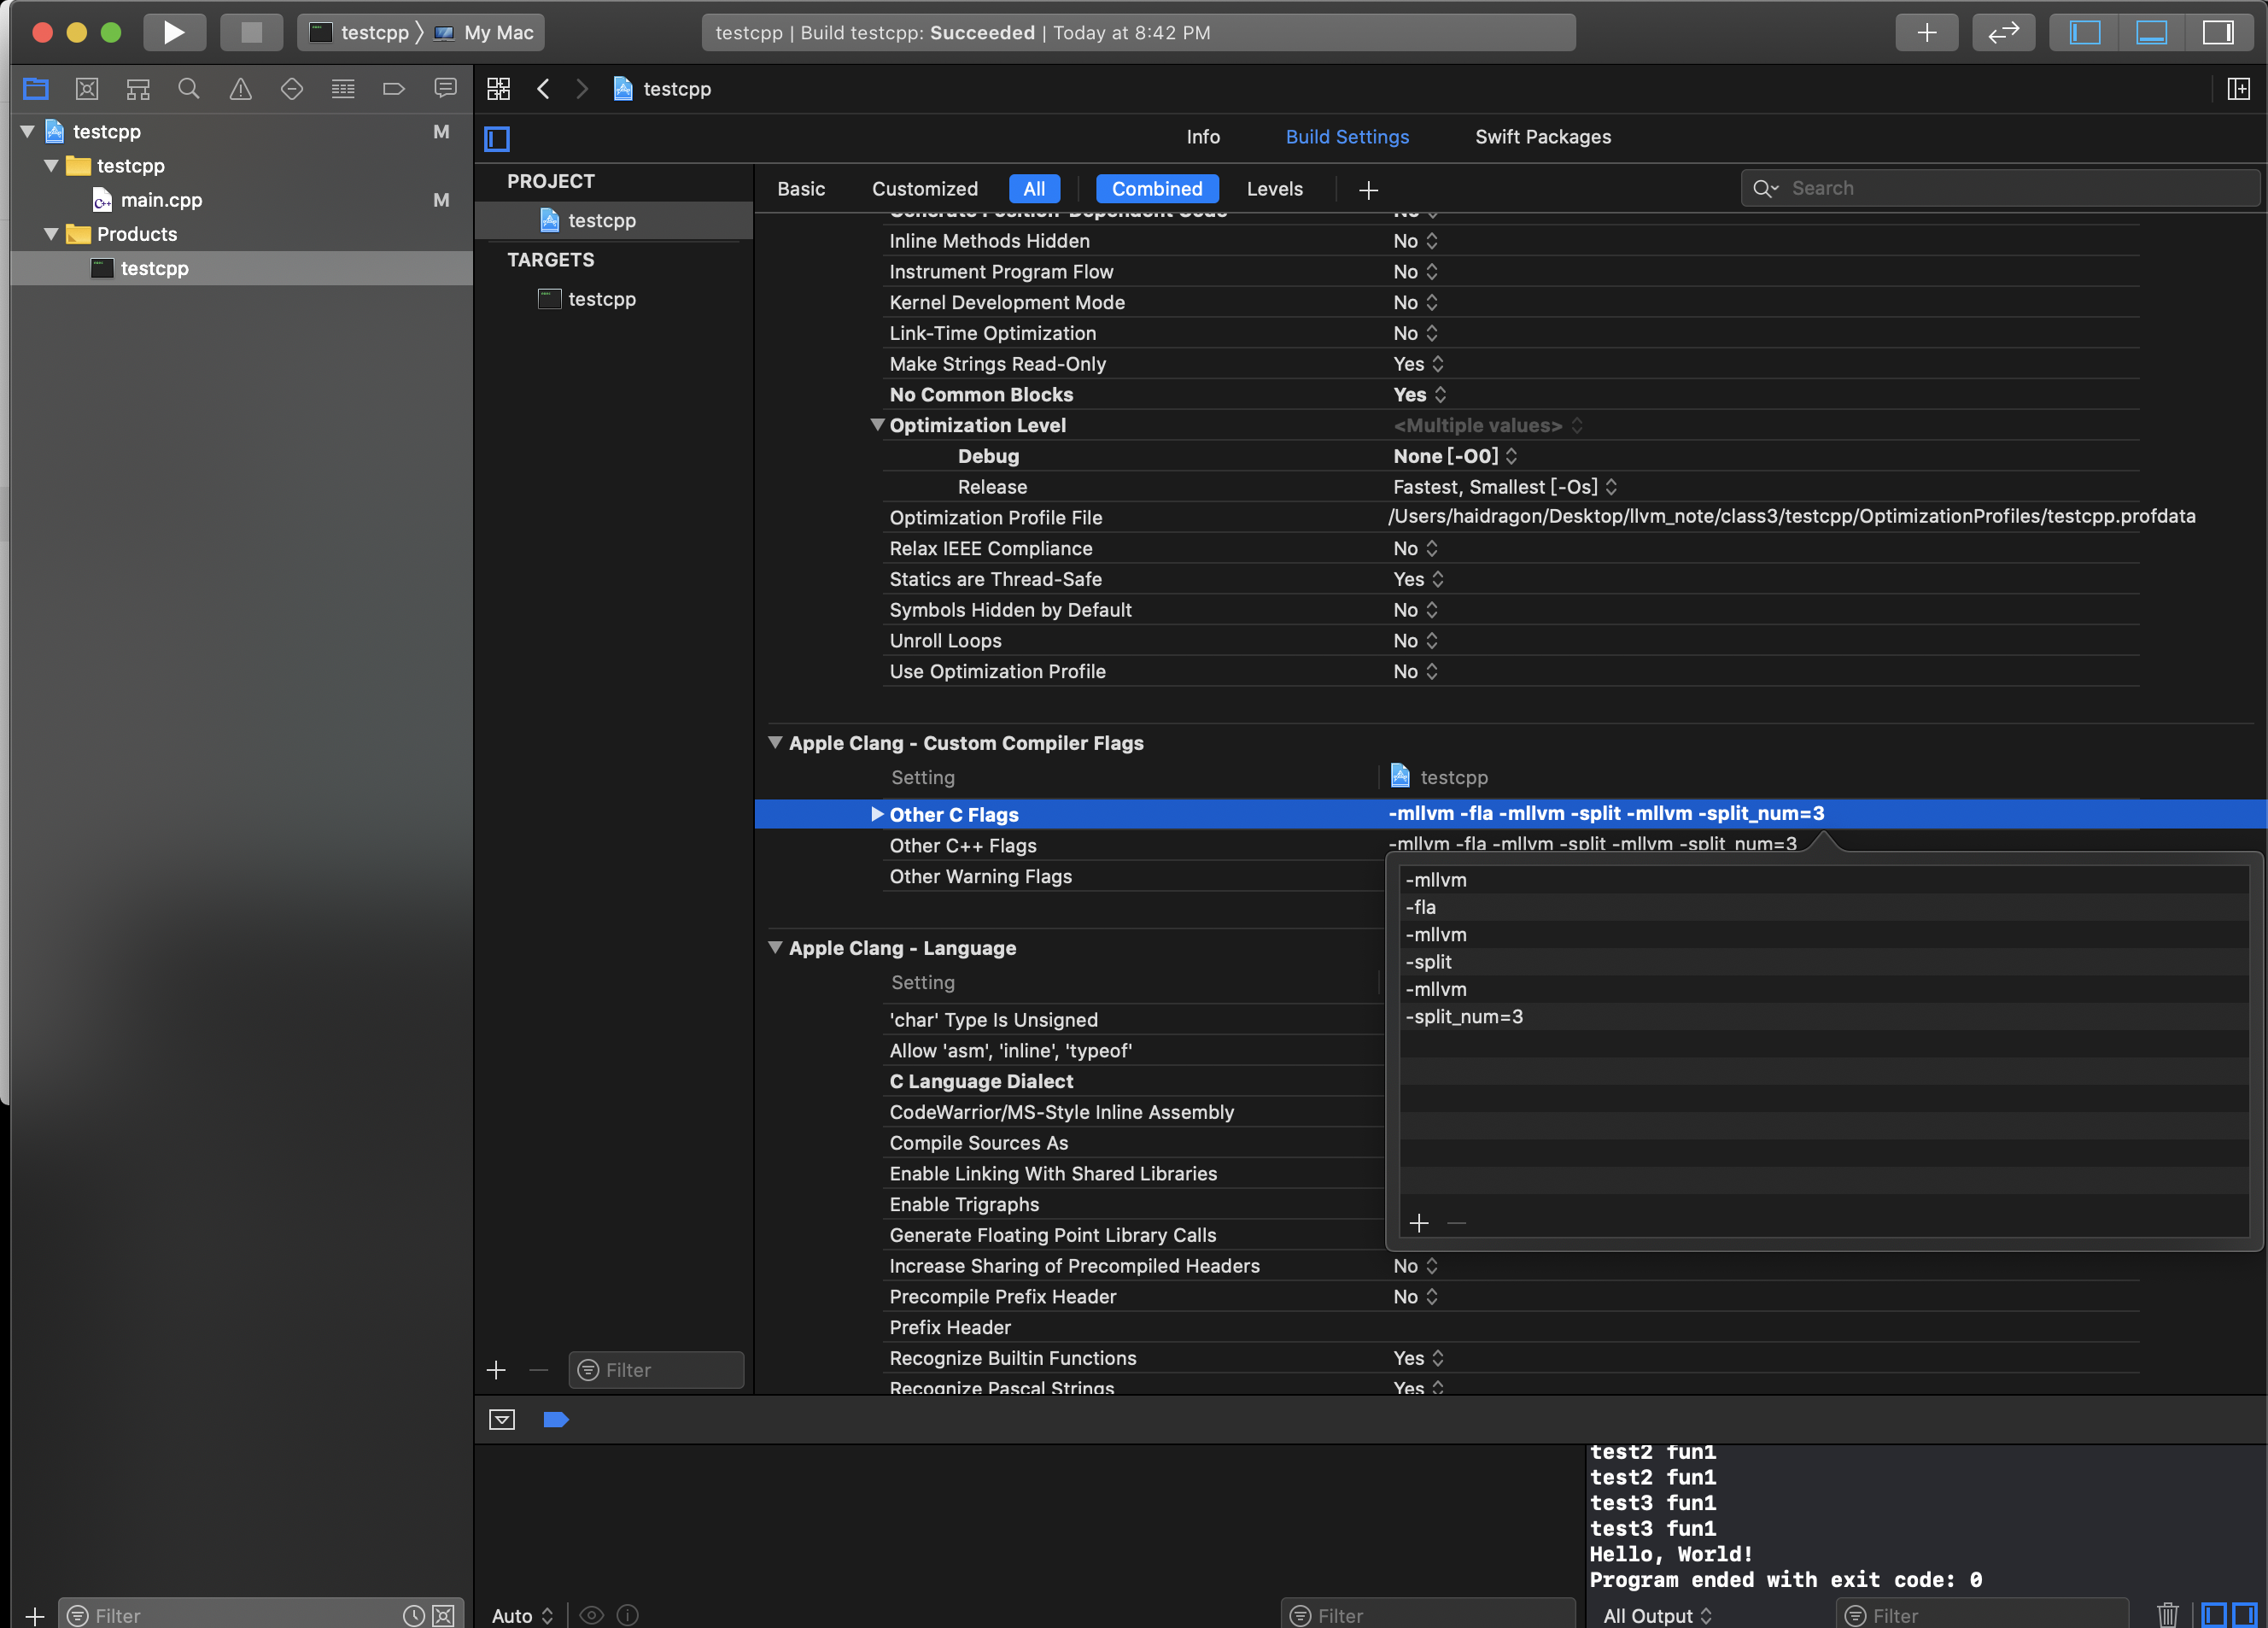 testcpp 〉 My Mac
testcpp | Build testcpp: Succeeded | Today at 8:42 PM
testcpp M
testcpp
main.cpp M
Products
testcpp
testcpp
Info Build Settings Swift Packages
PROJECT
testcpp
TARGETS
testcpp
Filter
Basic Customized All Combined Levels Search
Generate Position-Dependent Code No
Inline Methods Hidden No
Instrument Program Flow No
Kernel Development Mode No
Link-Time Optimization No
Make Strings Read-Only Yes
No Common Blocks Yes
Optimization Level <Multiple values>
Debug None [-O0]
Release Fastest, Smallest [-Os]
Optimization Profile File /Users/haidragon/Desktop/llvm_note/class3/testcpp/OptimizationProfiles/testcpp.profdata
Relax IEEE Compliance No
Statics are Thread-Safe Yes
Symbols Hidden by Default No
Unroll Loops No
Use Optimization Profile No
Apple Clang - Custom Compiler Flags
Setting testcpp
Other C Flags -mllvm -fla -mllvm -split -mllvm -split_num=3
Other C++ Flags -mllvm -fla -mllvm -split -mllvm -split_num=3
Other Warning Flags
-mllvm
-fla
-mllvm
-split
-mllvm
-split_num=3
Apple Clang - Language
Setting
'char' Type Is Unsigned
Allow 'asm', 'inline', 'typeof'
C Language Dialect
CodeWarrior/MS-Style Inline Assembly
Compile Sources As
Enable Linking With Shared Libraries
Enable Trigraphs
Generate Floating Point Library Calls
Increase Sharing of Precompiled Headers No
Precompile Prefix Header No
Prefix Header
Recognize Builtin Functions Yes
Recognize Pascal Strings Yes
test2 fun1
test2 fun1
test3 fun1
test3 fun1
Hello, World!
Program ended with exit code: 0
Filter
Auto Filter
All Output Filter